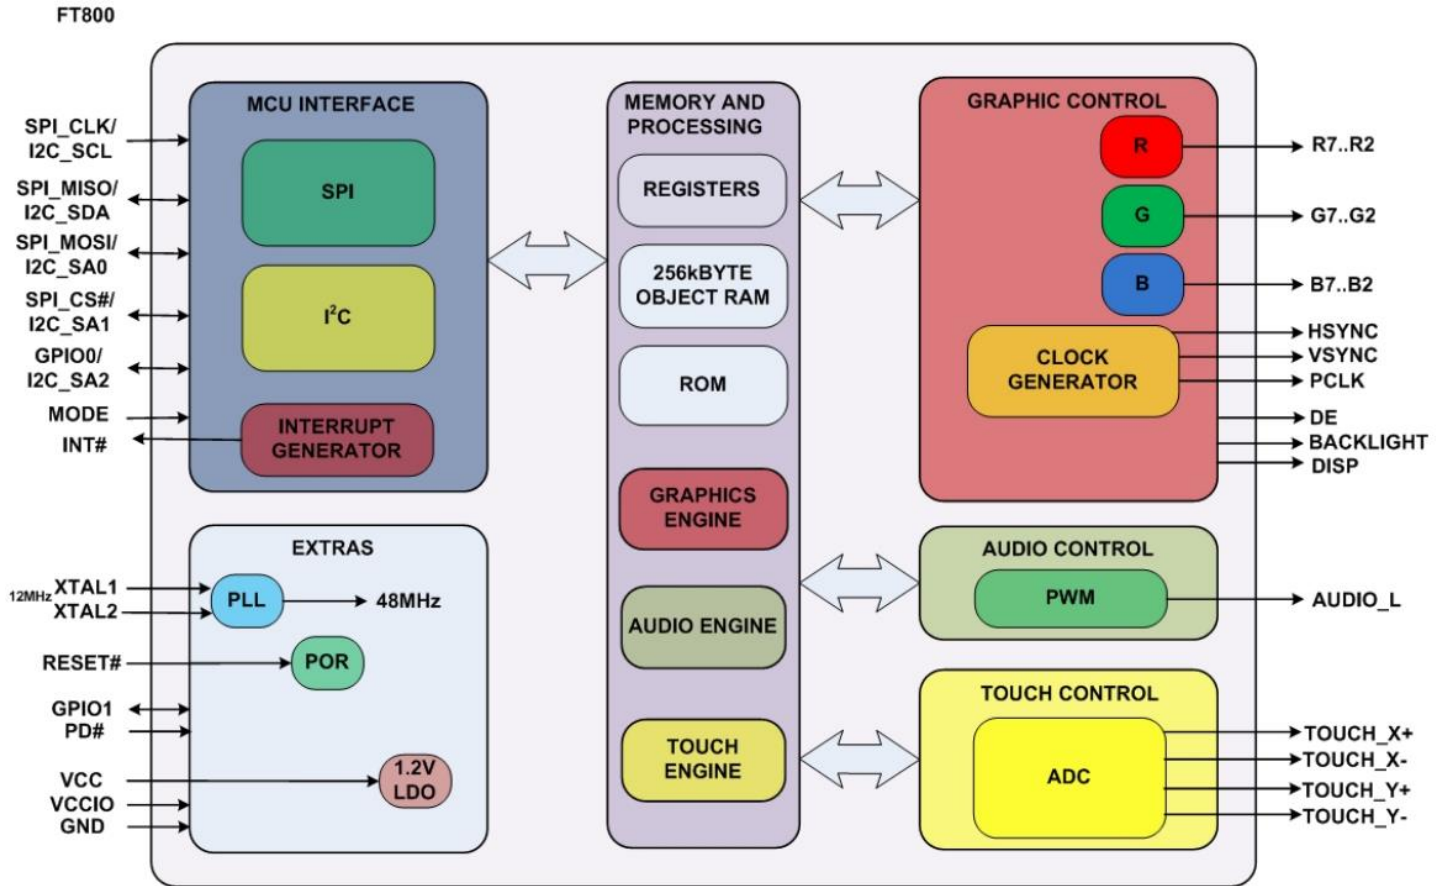 FT800
MCU INTERFACE
SPI
I²C
INTERRUPT
GENERATOR
SPI_CLK/
I2C_SCL
SPI_MISO/
I2C_SDA
SPI_MOSI/
I2C_SA0
SPI_CS#/
I2C_SA1
GPIO0/
I2C_SA2
MODE
INT#
EXTRAS
12MHz XTAL1
XTAL2
PLL
48MHz
RESET#
POR
GPIO1
PD#
VCC
VCCIO
GND
1.2V
LDO
MEMORY AND
PROCESSING
REGISTERS
256kBYTE
OBJECT RAM
ROM
GRAPHICS
ENGINE
AUDIO ENGINE
TOUCH
ENGINE
GRAPHIC CONTROL
R
G
B
CLOCK
GENERATOR
R7..R2
G7..G2
B7..B2
HSYNC
VSYNC
PCLK
DE
BACKLIGHT
DISP
AUDIO CONTROL
PWM
AUDIO_L
TOUCH CONTROL
ADC
TOUCH_X+
TOUCH_X-
TOUCH_Y+
TOUCH_Y-